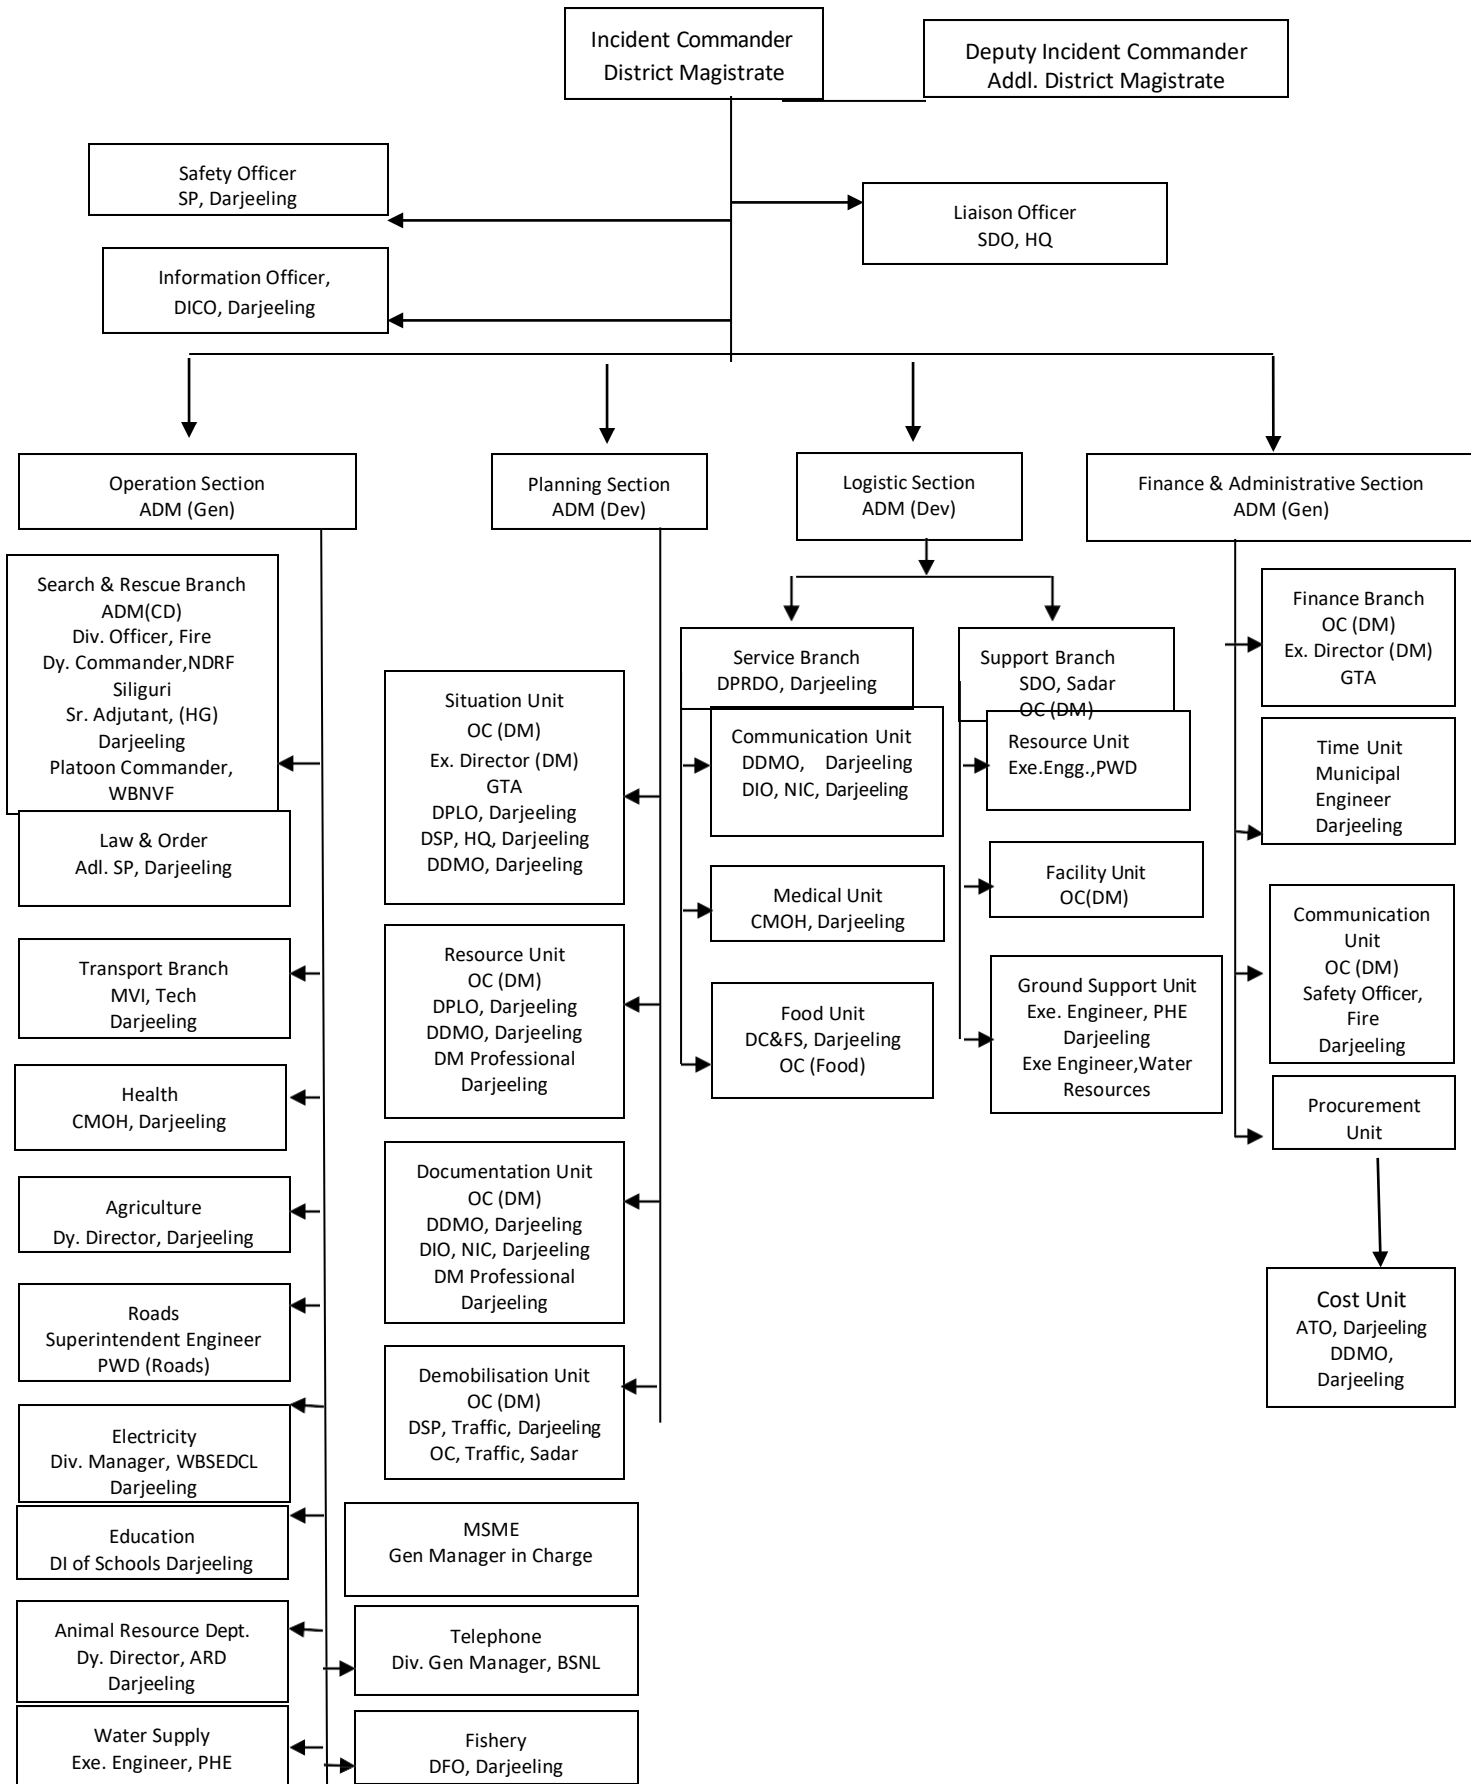 Incident Commander
District Magistrate
Deputy Incident Commander
Addl. District Magistrate
Safety Officer
SP, Darjeeling
Liaison Officer
SDO, HQ
Information Officer,
DICO, Darjeeling
Operation Section
ADM (Gen)
Planning Section
ADM (Dev)
Logistic Section
ADM (Dev)
Finance & Administrative Section
ADM (Gen)
Search & Rescue Branch
ADM(CD)
Div. Officer, Fire
Dy. Commander,NDRF
Siliguri
Sr. Adjutant, (HG)
Darjeeling
Platoon Commander,
WBNVF
Law & Order
Adl. SP, Darjeeling
Transport Branch
MVI, Tech
Darjeeling
Health
CMOH, Darjeeling
Agriculture
Dy. Director, Darjeeling
Roads
Superintendent Engineer
PWD (Roads)
Electricity
Div. Manager, WBSEDCL
Darjeeling
Education
DI of Schools Darjeeling
Animal Resource Dept.
Dy. Director, ARD
Darjeeling
Water Supply
Exe. Engineer, PHE
Situation Unit
OC (DM)
Ex. Director (DM)
GTA
DPLO, Darjeeling
DSP, HQ, Darjeeling
DDMO, Darjeeling
Resource Unit
OC (DM)
DPLO, Darjeeling
DDMO, Darjeeling
DM Professional
Darjeeling
Documentation Unit
OC (DM)
DDMO, Darjeeling
DIO, NIC, Darjeeling
DM Professional
Darjeeling
Demobilisation Unit
OC (DM)
DSP, Traffic, Darjeeling
OC, Traffic, Sadar
MSME
Gen Manager in Charge
Telephone
Div. Gen Manager, BSNL
Fishery
DFO, Darjeeling
Service Branch
DPRDO, Darjeeling
Communication Unit
DDMO, Darjeeling
DIO, NIC, Darjeeling
Medical Unit
CMOH, Darjeeling
Food Unit
DC&FS, Darjeeling
OC (Food)
Support Branch
SDO, Sadar
OC (DM)
Resource Unit
Exe.Engg.,PWD
Facility Unit
OC(DM)
Ground Support Unit
Exe. Engineer, PHE
Darjeeling
Exe Engineer,Water
Resources
Finance Branch
OC (DM)
Ex. Director (DM)
GTA
Time Unit
Municipal
Engineer
Darjeeling
Communication
Unit
OC (DM)
Safety Officer,
Fire
Darjeeling
Procurement
Unit
Cost Unit
ATO, Darjeeling
DDMO,
Darjeeling